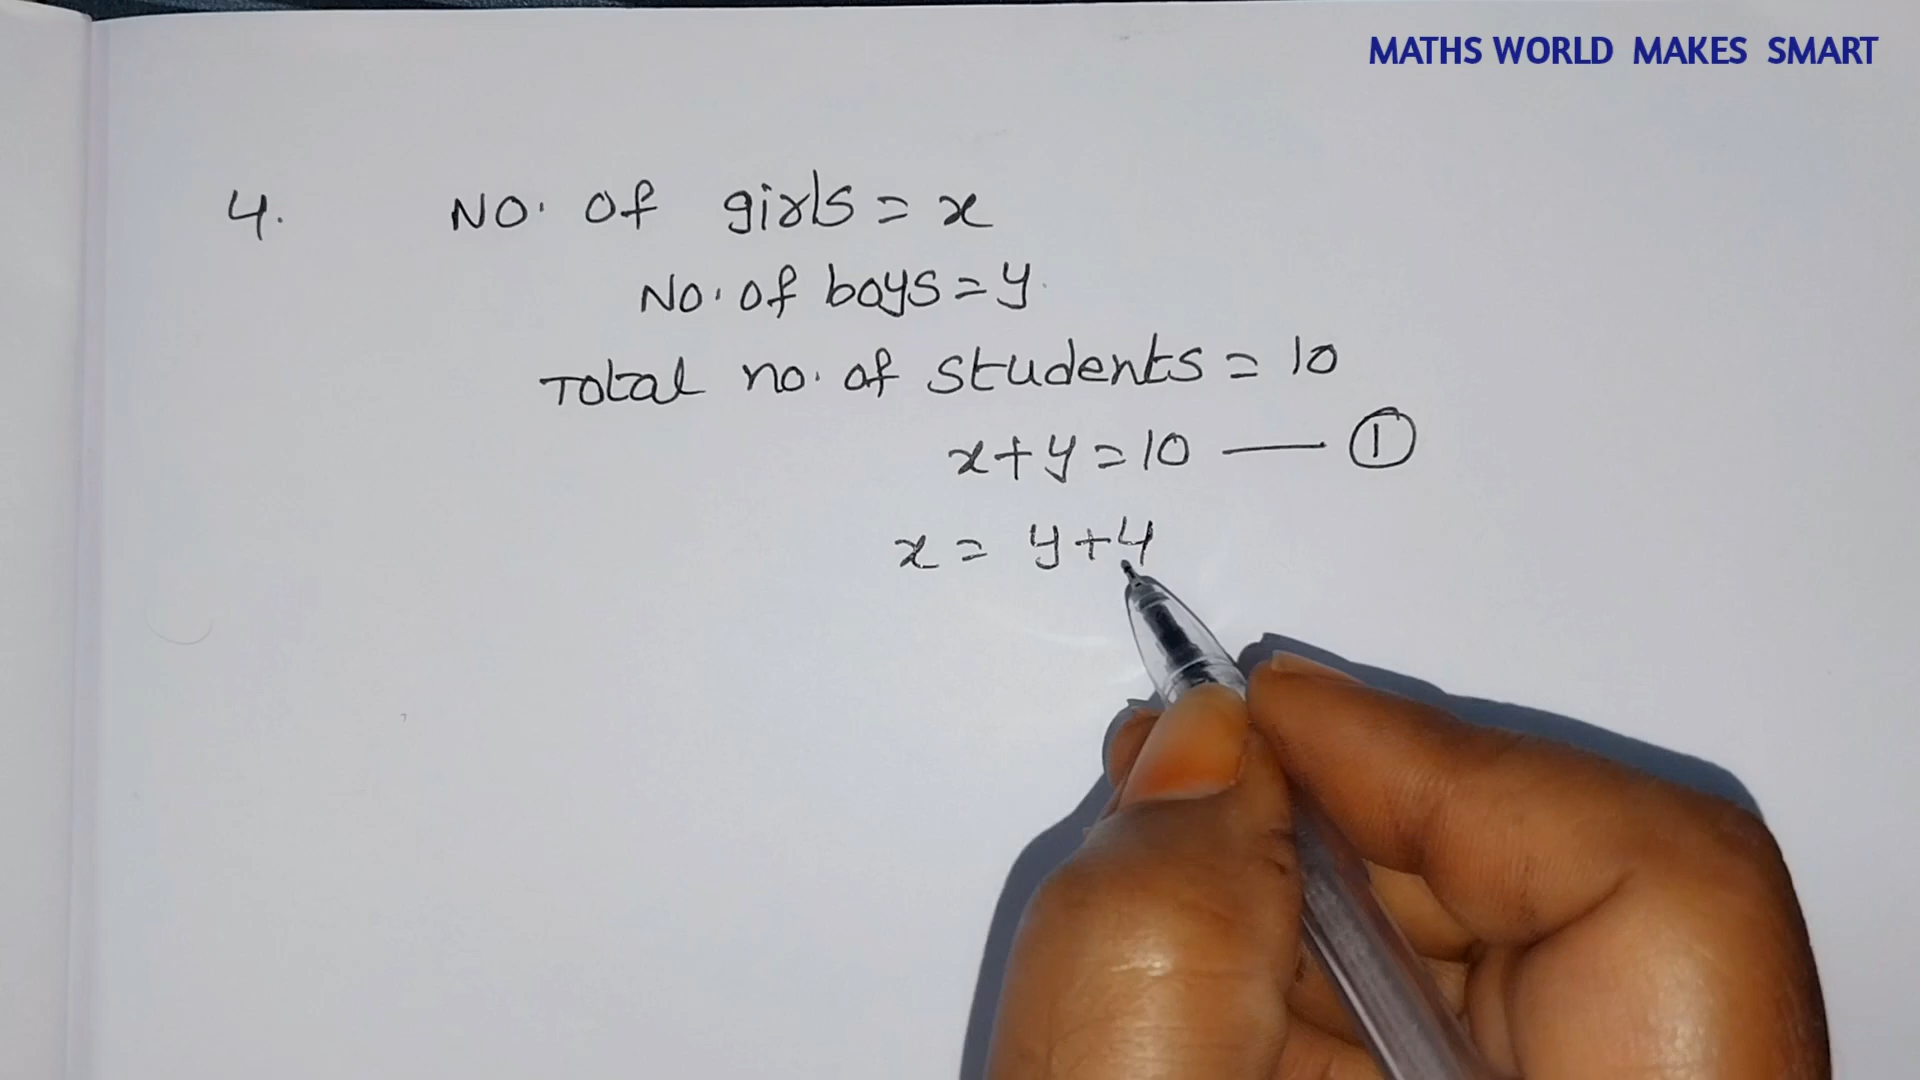 MATHS WORLD MAKES SMART
4. NO. of girls = x
No. of boys = y
Total no. of students = 10
x + y = 10 — ①
x = y + 4